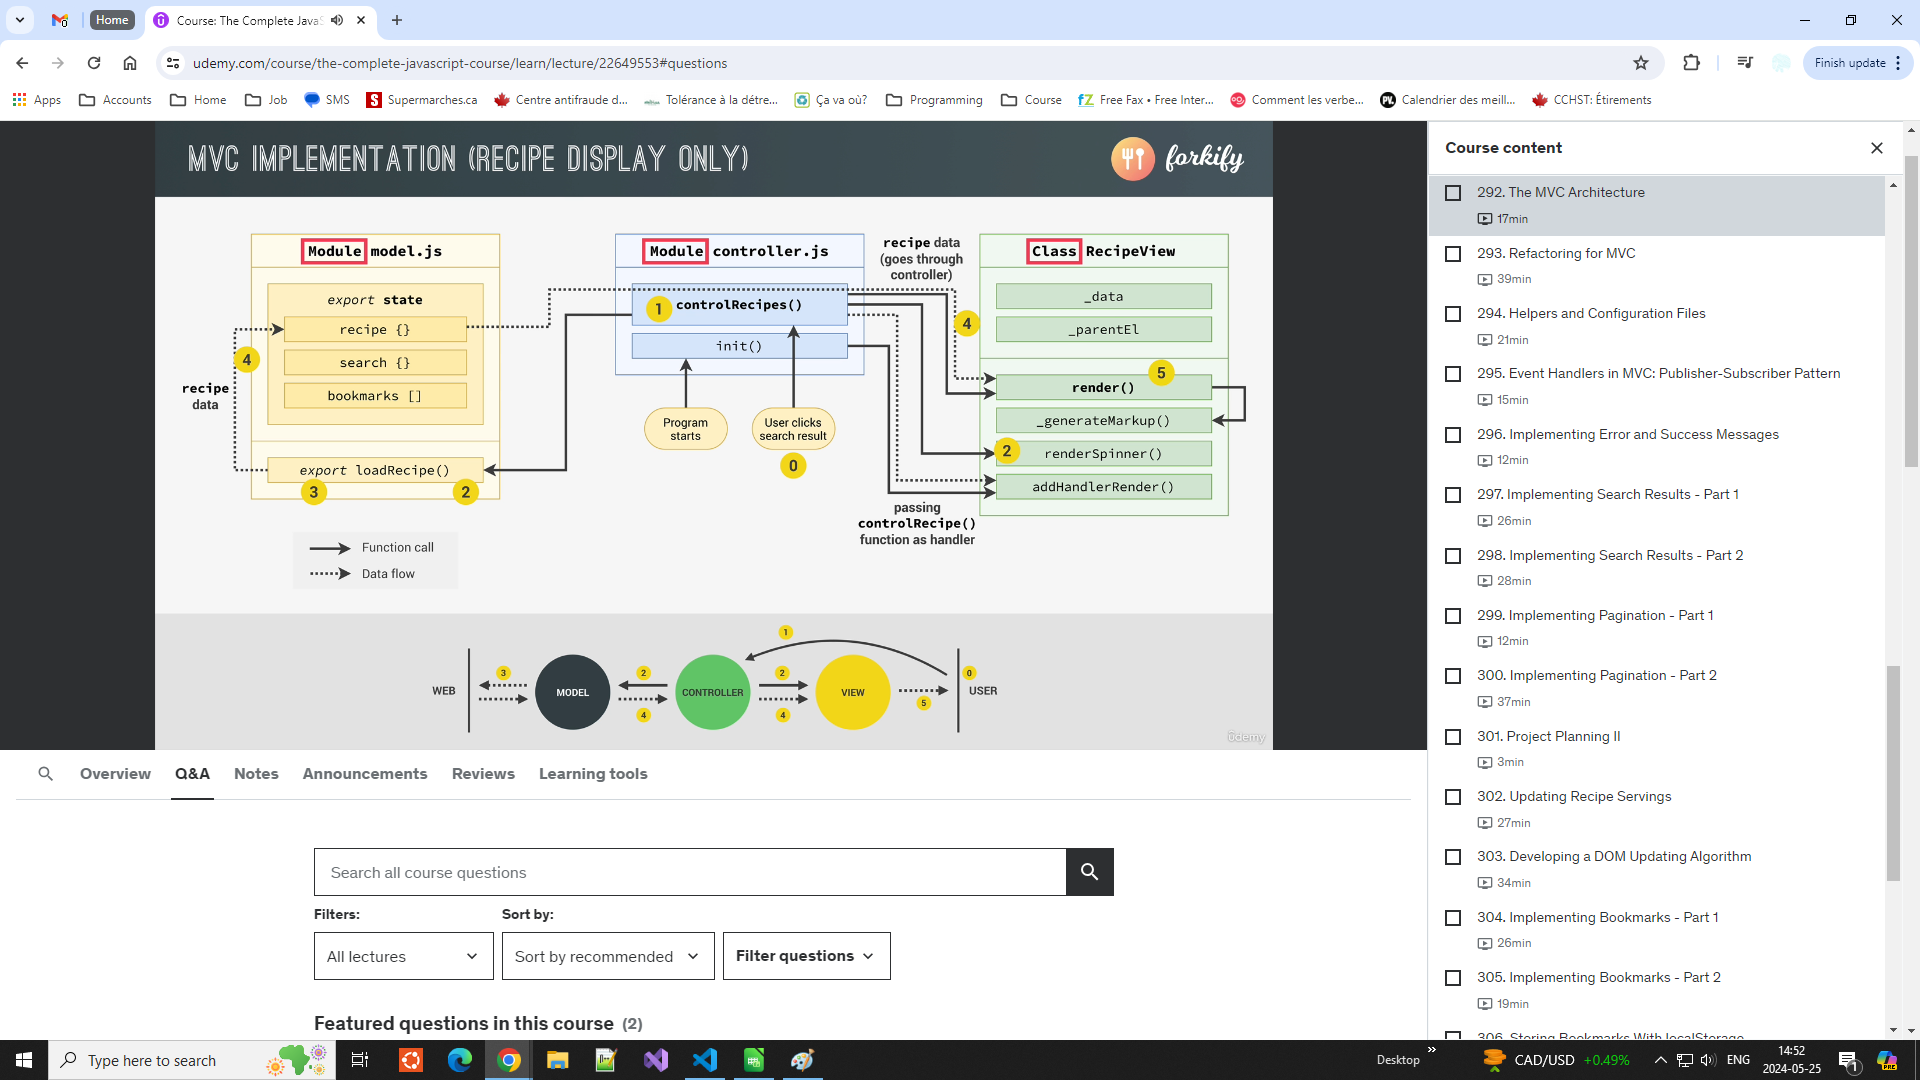 Home
Course: The Complete JavaS
udemy.com/course/the-complete-javascript-course/learn/lecture/22649553#questions
Finish update
Apps
Accounts
Home
Job
SMS
Supermarches.ca
Centre antifraude d...
Tolérance à la détre...
Ça va où?
Programming
Course
Free Fax • Free Inter...
Comment les verbe...
Calendrier des meill...
CCHST: Étirements
MVC IMPLEMENTATION (RECIPE DISPLAY ONLY)
forkify
Module model.js
export state
recipe {}
search {}
bookmarks []
export loadRecipe()
4
recipe
data
3
2
Module controller.js
1
controlRecipes()
init()
Program
starts
User clicks
search result
0
recipe data
(goes through
controller)
4
Class RecipeView
_data
_parentEl
5
render()
_generateMarkup()
2
renderSpinner()
addHandlerRender()
passing
controlRecipe()
function as handler
Function call
Data flow
WEB
3
MODEL
2
4
CONTROLLER
2
4
VIEW
1
5
0
USER
ûdemy
Overview
Q&A
Notes
Announcements
Reviews
Learning tools
Search all course questions
Filters:
Sort by:
All lectures
Sort by recommended
Filter questions
Featured questions in this course (2)
Course content
292. The MVC Architecture
17min
293. Refactoring for MVC
39min
294. Helpers and Configuration Files
21min
295. Event Handlers in MVC: Publisher-Subscriber Pattern
15min
296. Implementing Error and Success Messages
12min
297. Implementing Search Results - Part 1
26min
298. Implementing Search Results - Part 2
28min
299. Implementing Pagination - Part 1
12min
300. Implementing Pagination - Part 2
37min
301. Project Planning II
3min
302. Updating Recipe Servings
27min
303. Developing a DOM Updating Algorithm
34min
304. Implementing Bookmarks - Part 1
26min
305. Implementing Bookmarks - Part 2
19min
306. Storing Bookmarks With localStorage
Type here to search
Desktop
CAD/USD
+0.49%
ENG
14:52
2024-05-25
1